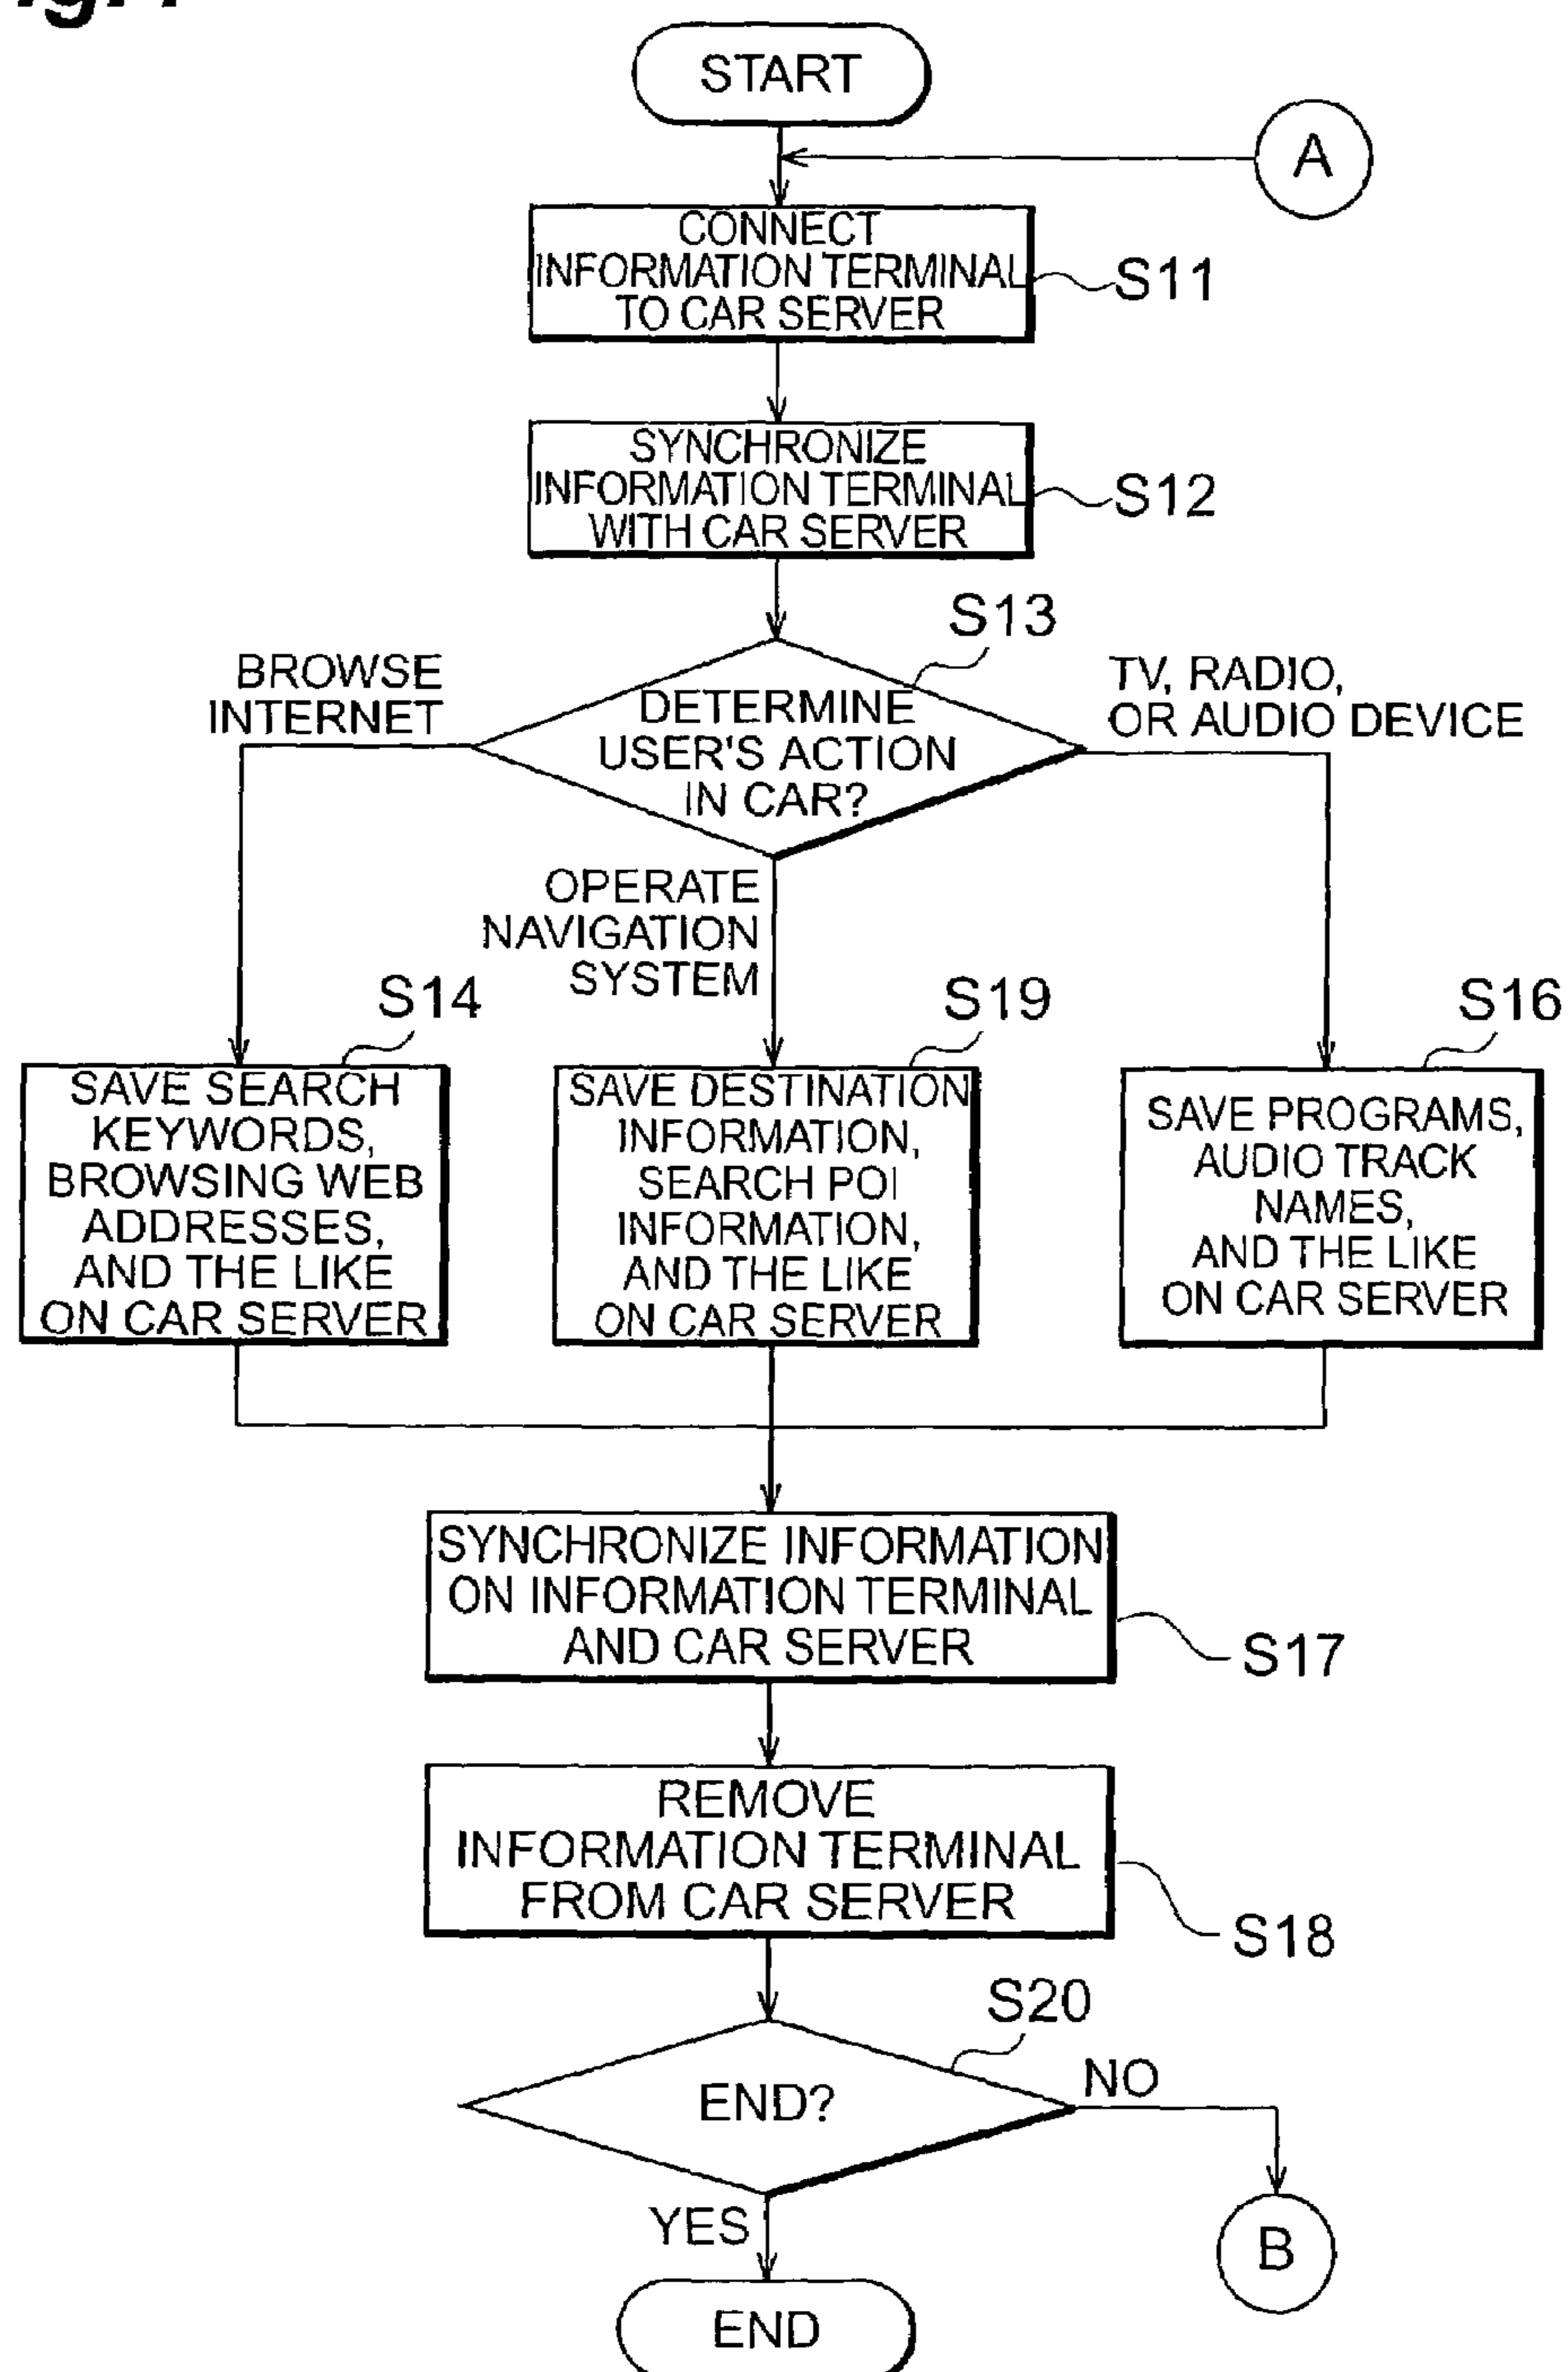 START
A
CONNECT
INFORMATION TERMINAL
TO CAR SERVER
S11
SYNCHRONIZE
INFORMATION TERMINAL
WITH CAR SERVER
S12
S13
DETERMINE
USER'S ACTION
IN CAR?
BROWSE
INTERNET
TV, RADIO,
OR AUDIO DEVICE
OPERATE
NAVIGATION
SYSTEM
S14
SAVE SEARCH
KEYWORDS,
BROWSING WEB
ADDRESSES,
AND THE LIKE
ON CAR SERVER
S19
SAVE DESTINATION
INFORMATION,
SEARCH POI
INFORMATION,
AND THE LIKE
ON CAR SERVER
S16
SAVE PROGRAMS,
AUDIO TRACK
NAMES,
AND THE LIKE
ON CAR SERVER
SYNCHRONIZE INFORMATION
ON INFORMATION TERMINAL
AND CAR SERVER
S17
REMOVE
INFORMATION TERMINAL
FROM CAR SERVER
S18
S20
END?
NO
YES
B
END